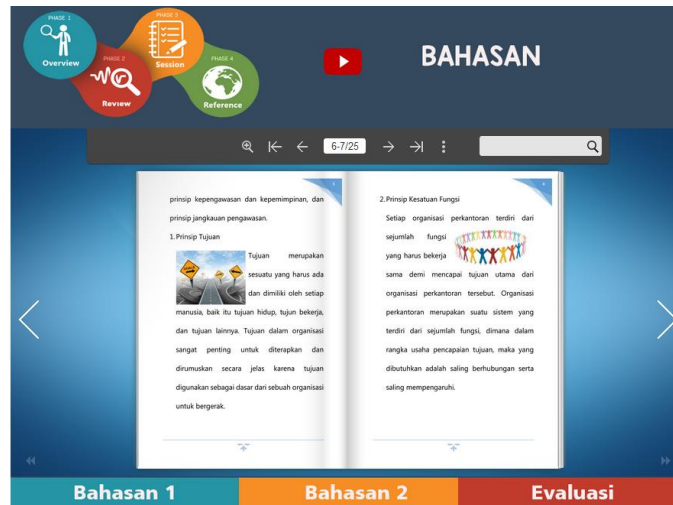 PHASE 1
Overview
PHASE 2
Review
PHASE 3
Session
PHASE 4
Reference
BAHASAN
6-7/25
prinsip kepengawasan dan kepemimpinan, dan
prinsip jangkauan pengawasan.
1.Prinsip Tujuan
Tujuan merupakan
sesuatu yang harus ada
dan dimiliki oleh setiap
manusia, baik itu tujuan hidup, tujun bekerja,
dan tujuan lainnya. Tujuan dalam organisasi
sangat penting untuk diterapkan dan
dirumuskan secara jelas karena tujuan
digunakan sebagai dasar dari sebuah organisasi
untuk bergerak.
2.Prinsip Kesatuan Fungsi
Setiap organisasi perkantoran terdiri dari
sejumlah fungsi
yang harus bekerja
sama demi mencapai tujuan utama dari
organisasi perkantoran tersebut. Organisasi
perkantoran merupakan suatu sistem yang
terdiri dari sejumlah fungsi, dimana dalam
rangka usaha pencapaian tujuan, maka yang
dibutuhkan adalah saling berhubungan serta
saling mempengaruhi.
Bahasan 1
Bahasan 2
Evaluasi